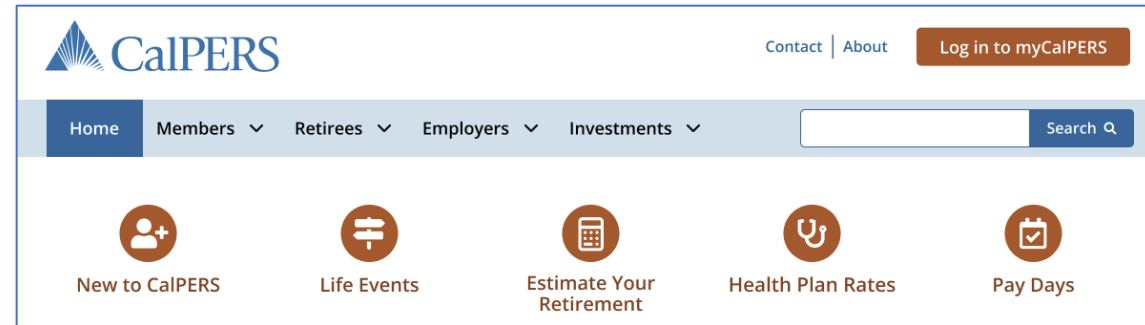 CalPERS
Contact | About
Log in to myCalPERS
Home Members Retirees Employers Investments
Search
New to CalPERS
Life Events
Estimate Your
Retirement
Health Plan Rates
Pay Days